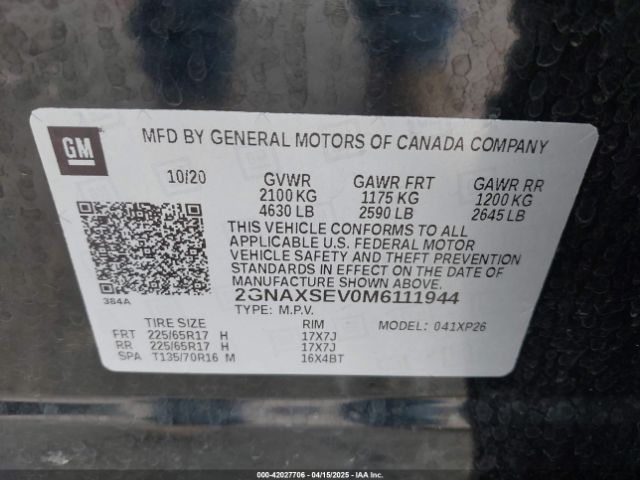 GM
MFD BY GENERAL MOTORS OF CANADA COMPANY
10/20 GVWR GAWR FRT GAWR RR
2100 KG 1175 KG 1200 KG
4630 LB 2590 LB 2645 LB
THIS VEHICLE CONFORMS TO ALL
APPLICABLE U.S. FEDERAL MOTOR
VEHICLE SAFETY AND THEFT PREVENTION
STANDARDS IN EFFECT ON THE DATE OF
MANUFACTURE SHOWN ABOVE.
384A 2GNAXSEV0M6111944
TYPE: M.P.V.
TIRE SIZE RIM MODEL: 041XP26
FRT 225/65R17 H 17X7J
RR 225/65R17 H 17X7J
SPA T135/70R16 M 16X4BT
000-42027706 - 04/15/2025 - IAAI.COM